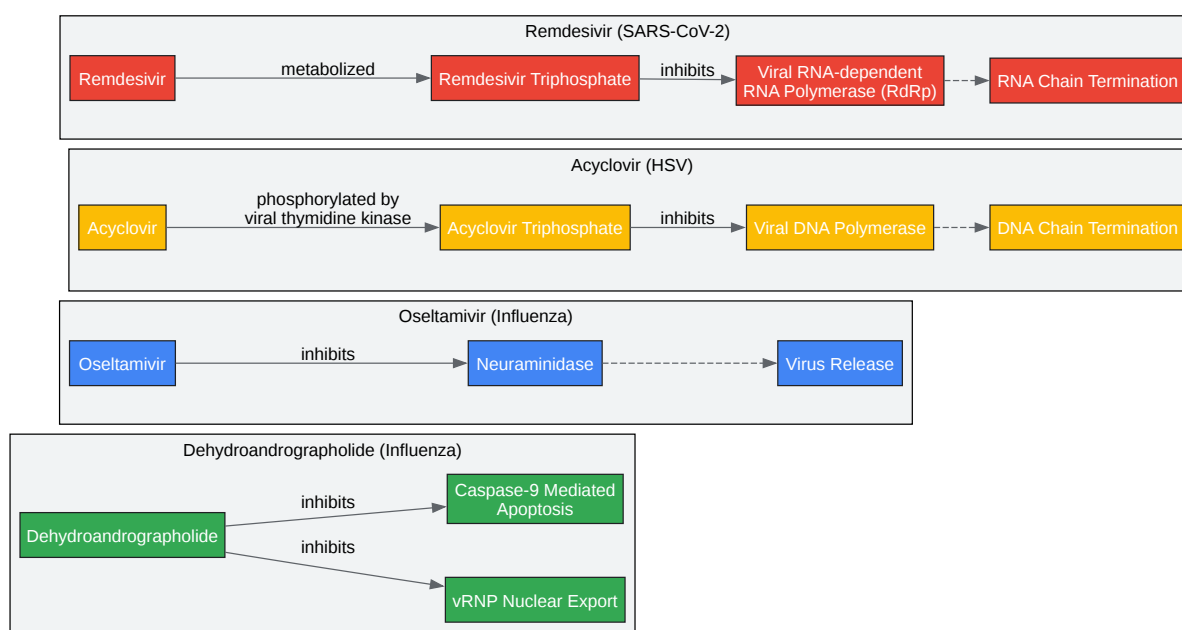 Remdesivir (SARS-CoV-2)
Remdesivir
metabolized
Remdesivir Triphosphate
inhibits
Viral RNA-dependent
RNA Polymerase (RdRp)
RNA Chain Termination
Acyclovir (HSV)
Acyclovir
phosphorylated by
viral thymidine kinase
Acyclovir Triphosphate
inhibits
Viral DNA Polymerase
DNA Chain Termination
Oseltamivir (Influenza)
Oseltamivir
inhibits
Neuraminidase
Virus Release
Dehydroandrographolide (Influenza)
Dehydroandrographolide
inhibits
Caspase-9 Mediated
Apoptosis
inhibits
vRNP Nuclear Export